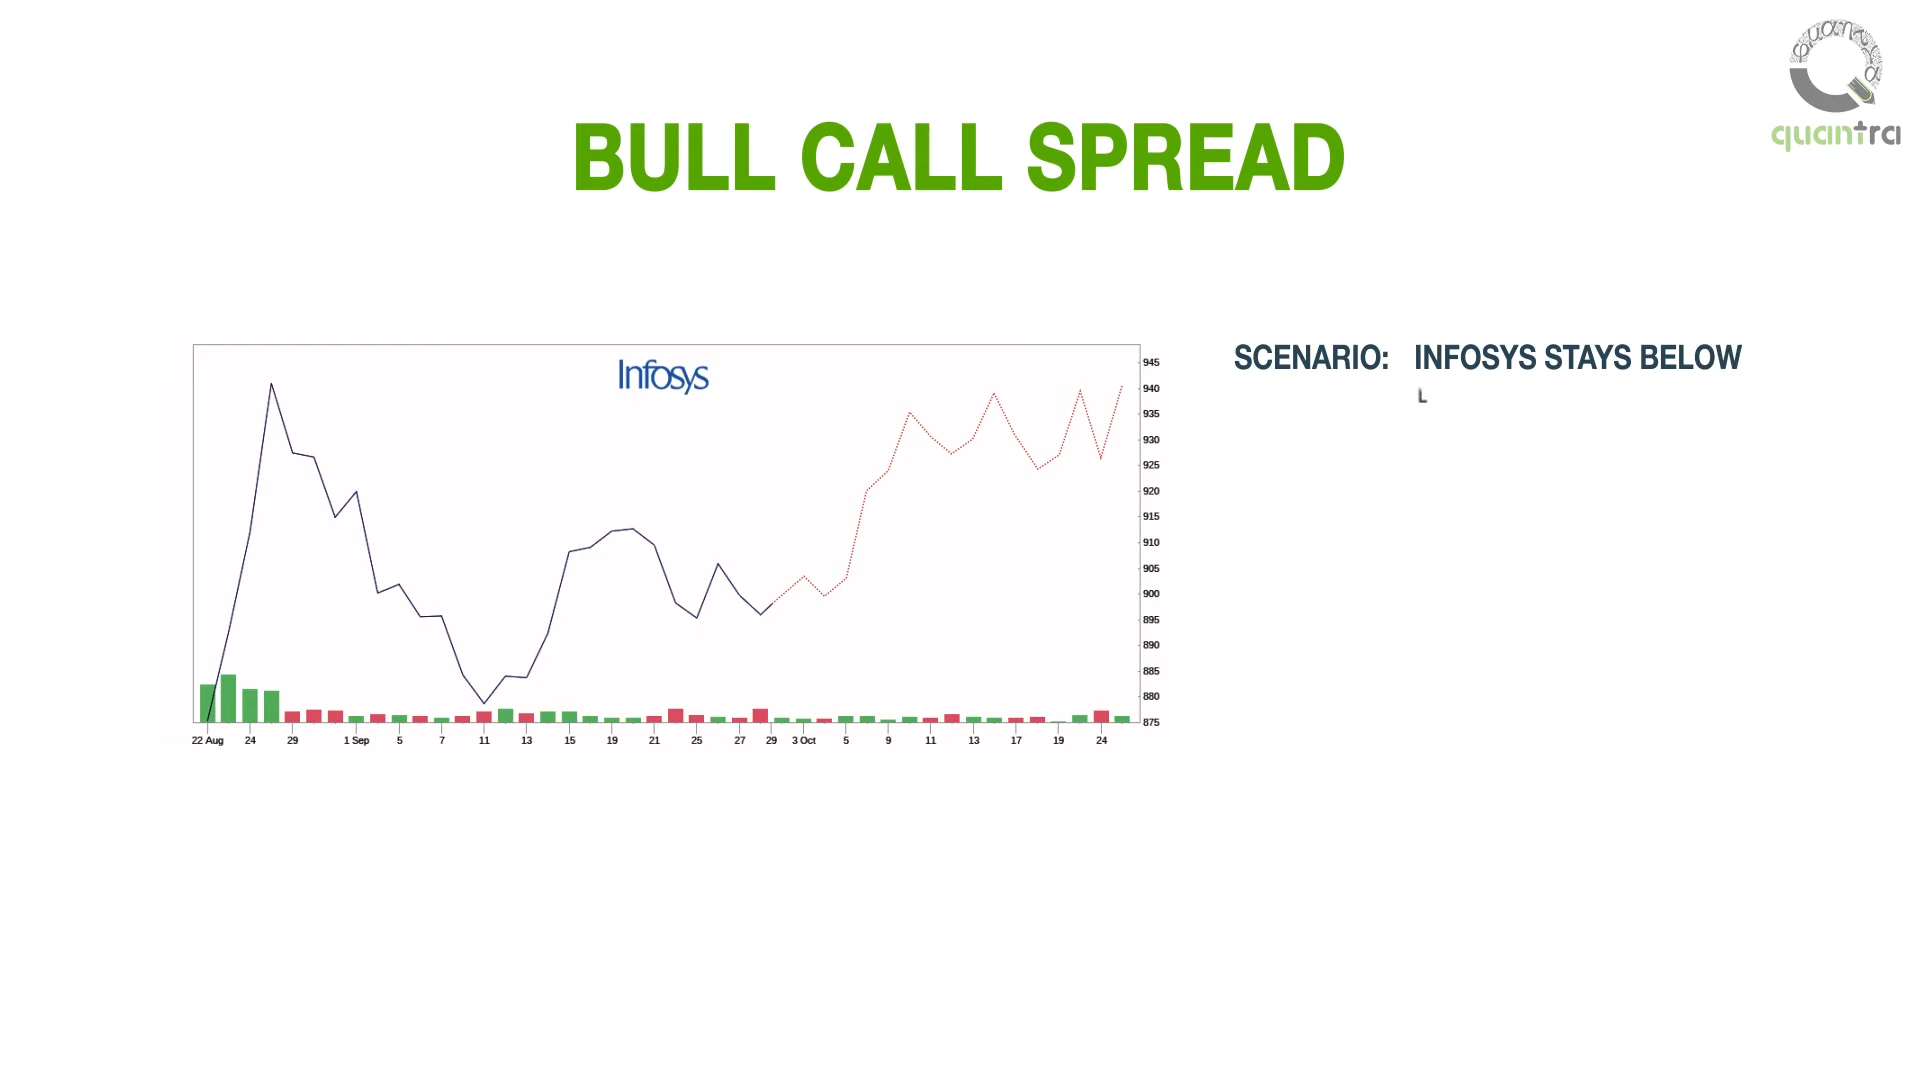 quantra
BULL CALL SPREAD
Infosys
SCENARIO: INFOSYS STAYS BELOW
L
945
940
935
930
925
920
915
910
905
900
895
890
885
880
875
22 Aug 24 29 1 Sep 5 7 11 13 15 19 21 25 27 29 3 Oct 5 9 11 13 17 19 24